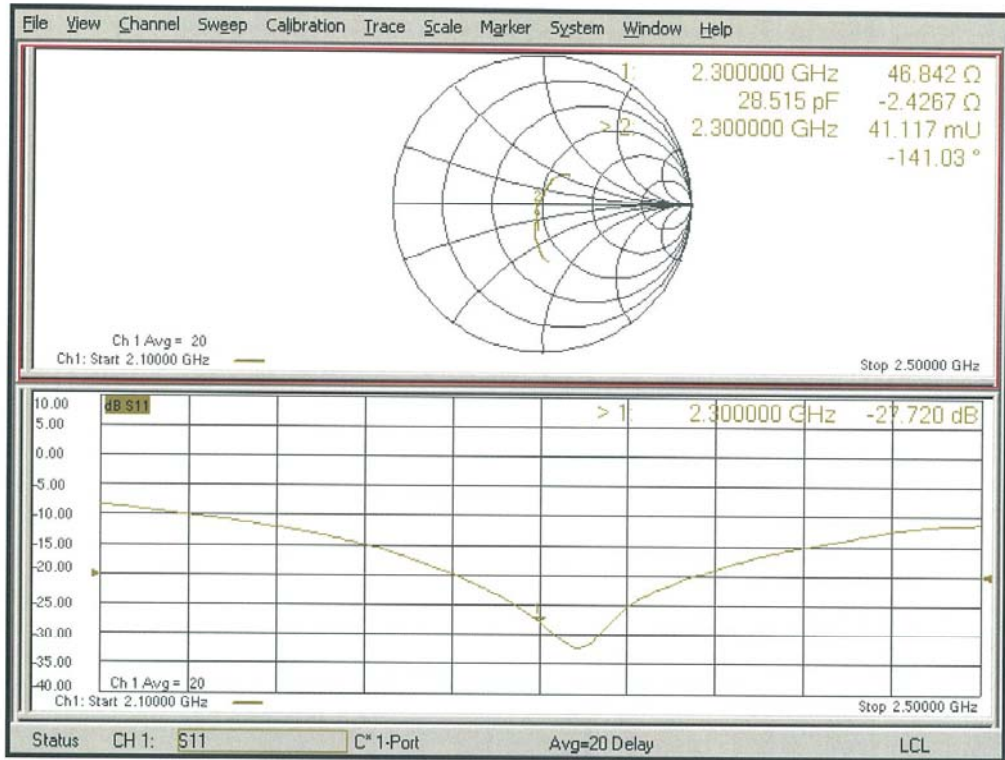 File View Channel Sweep Calibration Trace Scale Marker System Window Help
1: 2.300000 GHz 46.842 Ω
28.515 pF -2.4267 Ω
> 2: 2.300000 GHz 41.117 mU
-141.03 °
2
Ch 1 Avg = 20
Ch1: Start 2.10000 GHz Stop 2.50000 GHz
10.00 dB S11 > 1: 2.300000 GHz -27.720 dB
5.00
0.00
-5.00
-10.00
-15.00
-20.00
-25.00
1
-30.00
-35.00
-40.00 Ch 1 Avg = 20
Ch1: Start 2.10000 GHz Stop 2.50000 GHz
Status CH 1: S11 C* 1-Port Avg=20 Delay LCL